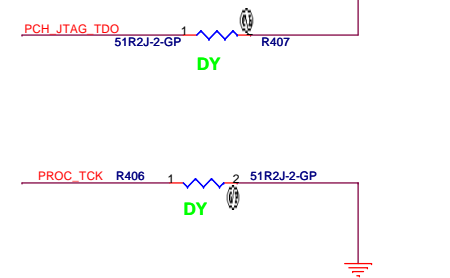 PCH_JTAG_TDO 1
51R2J-2-GP R407
DY
PROC_TCK R406 1 2 51R2J-2-GP
DY